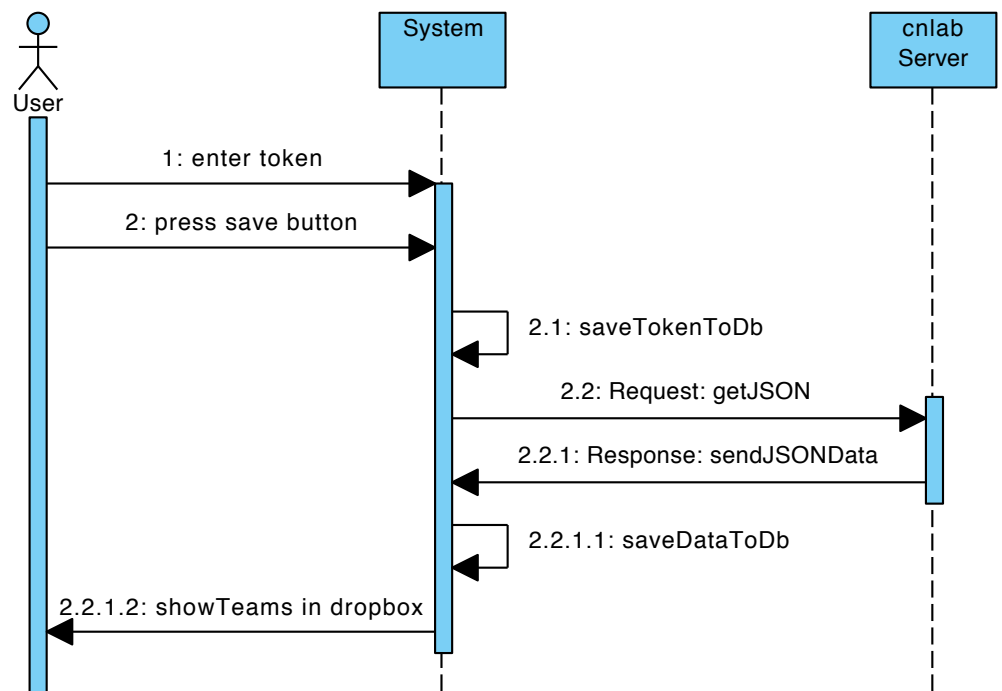 System
cnlab
Server
User
1: enter token
2: press save button
2.1: saveTokenToDb
2.2: Request: getJSON
2.2.1: Response: sendJSONData
2.2.1.1: saveDataToDb
2.2.1.2: showTeams in dropbox